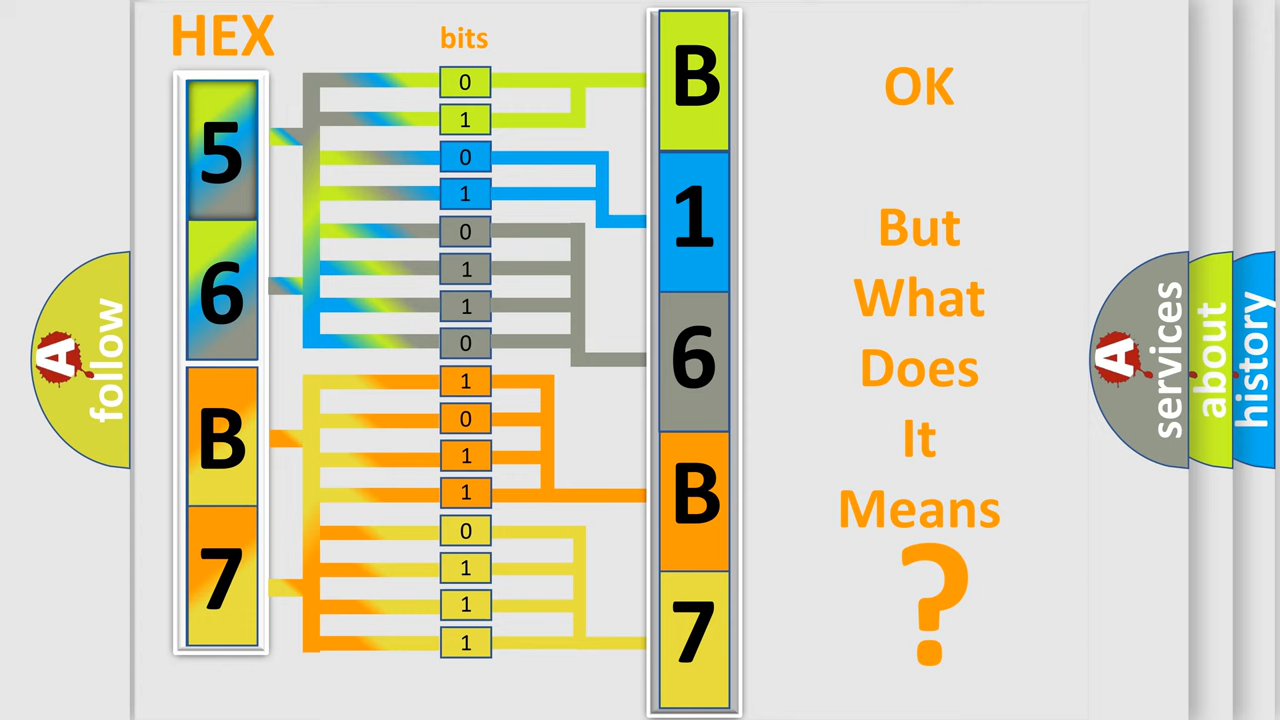 HEX
bits
5
6
B
7
0
1
0
1
0
1
1
0
1
0
1
1
0
1
1
1
B
1
6
B
7
OK
But
What
Does
It
Means
?
A
follow
A
services
about
history